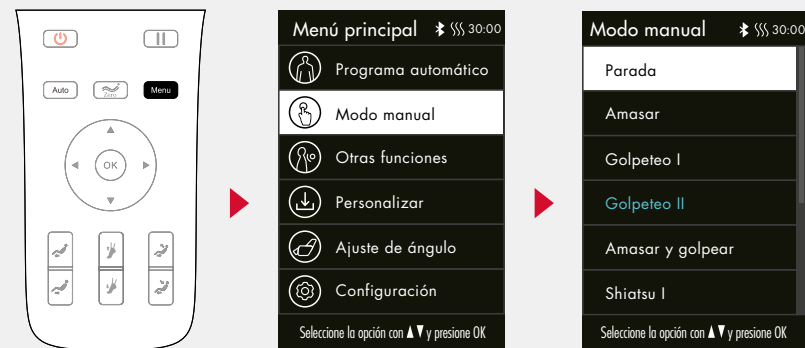 Auto
Zero
Menu
OK
Menú principal 30:00
Programa automático
Modo manual
Otras funciones
Personalizar
Ajuste de ángulo
Configuración
Seleccione la opción con ▲▼ y presione OK
Modo manual 30:00
Parada
Amasar
Golpeteo I
Golpeteo II
Amasar y golpear
Shiatsu I
Seleccione la opción con ▲▼ y presione OK